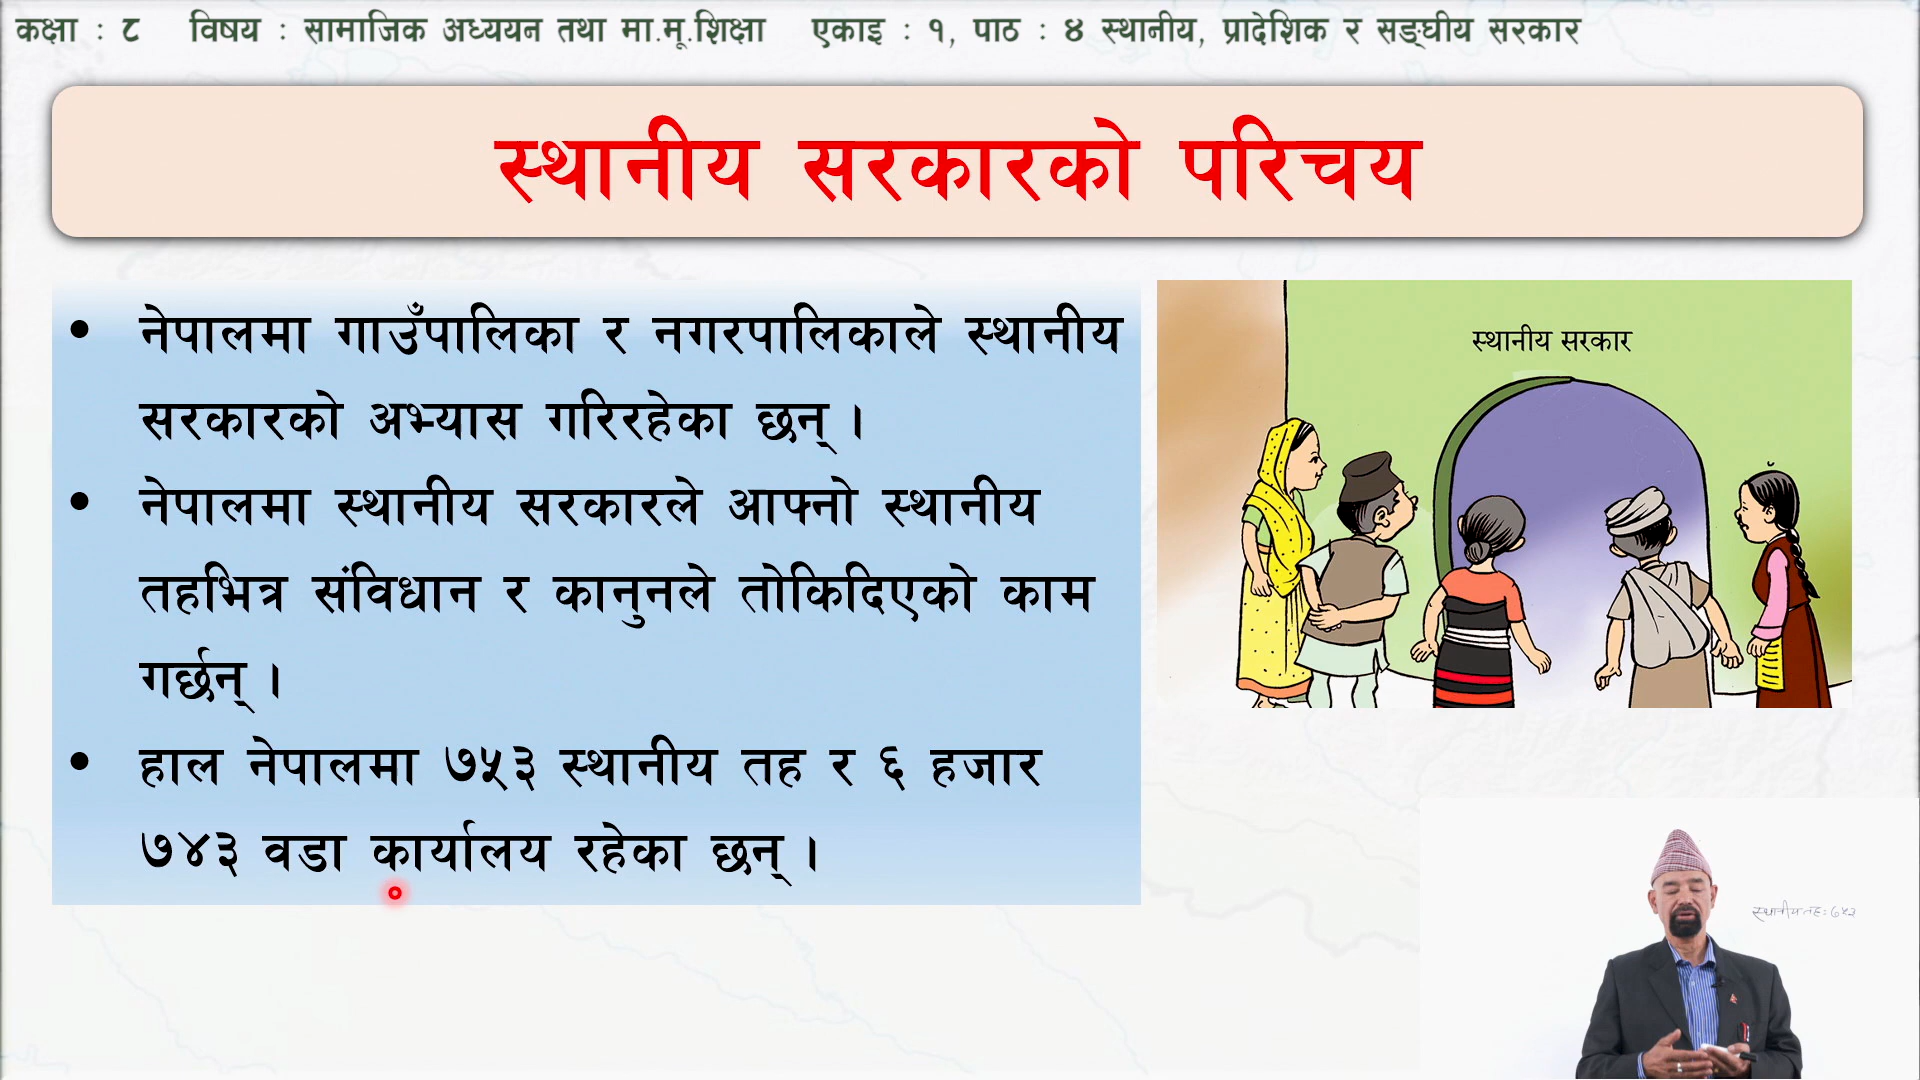 कक्षा : ८ विषय : सामाजिक अध्ययन तथा मा.मू.शिक्षा एकाइ : १, पाठ : ४ स्थानीय, प्रादेशिक र सङ्घीय सरकार
स्थानीय सरकारको परिचय
• नेपालमा गाउँपालिका र नगरपालिकाले स्थानीय
सरकारको अभ्यास गरिरहेका छन् ।
• नेपालमा स्थानीय सरकारले आफ्नो स्थानीय
तहभित्र संविधान र कानुनले तोकिदिएको काम
गर्छन् ।
• हाल नेपालमा ७५३ स्थानीय तह र ६ हजार
७४३ वडा कार्यालय रहेका छन् ।
स्थानीय सरकार
स्थानीय तह: ७५३